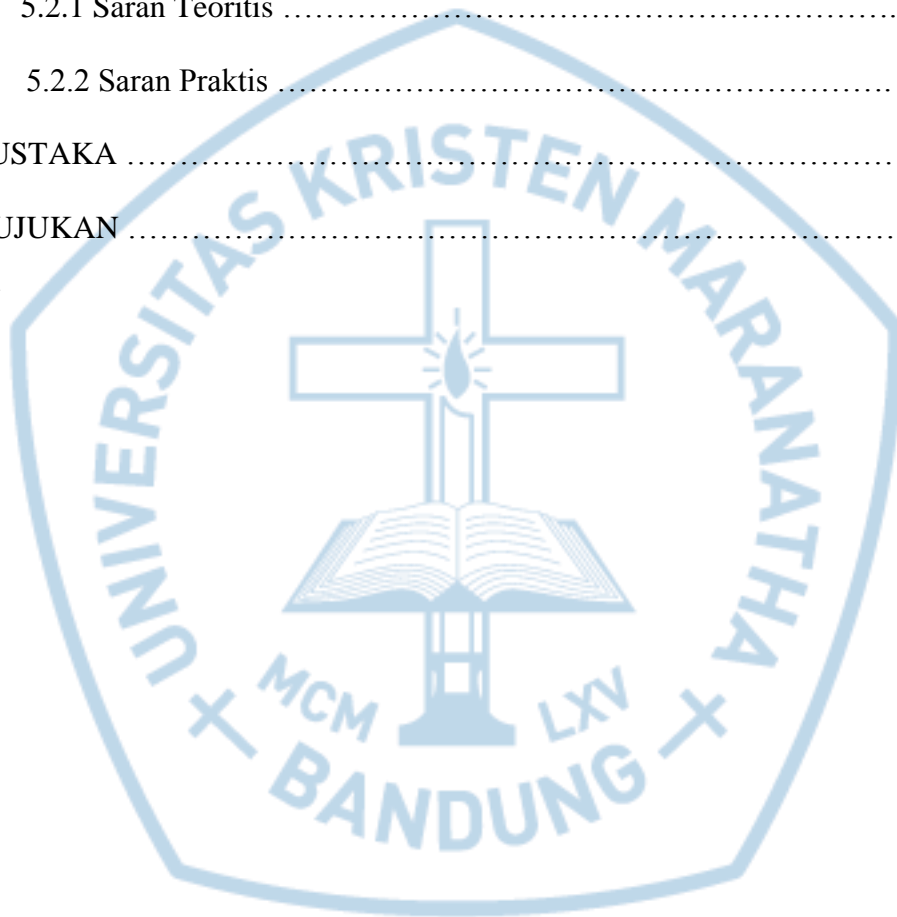 5.2.1 Saran Teoritis ……………………………………………………….
5.2.2 Saran Praktis ……………………………………………………….
USTAKA …………………………………………………………………
UJUKAN …………………………………………………………………
UNIVERSITAS KRISTEN MARANATHA
MCM LXV
BANDUNG